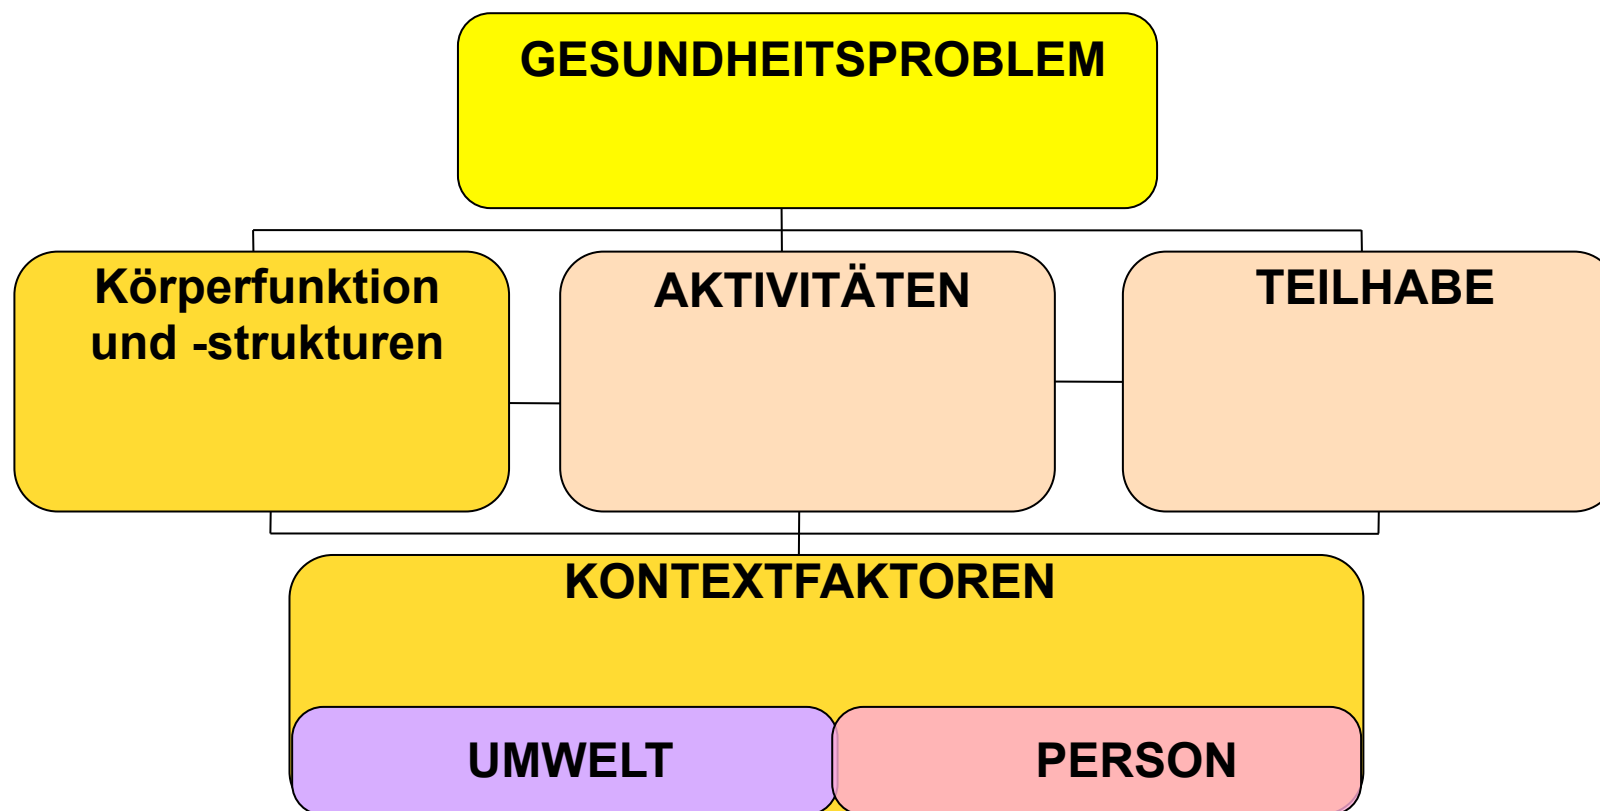 GESUNDHEITSPROBLEM
Körperfunktion
und -strukturen
AKTIVITÄTEN
TEILHABE
KONTEXTFAKTOREN
UMWELT
PERSON